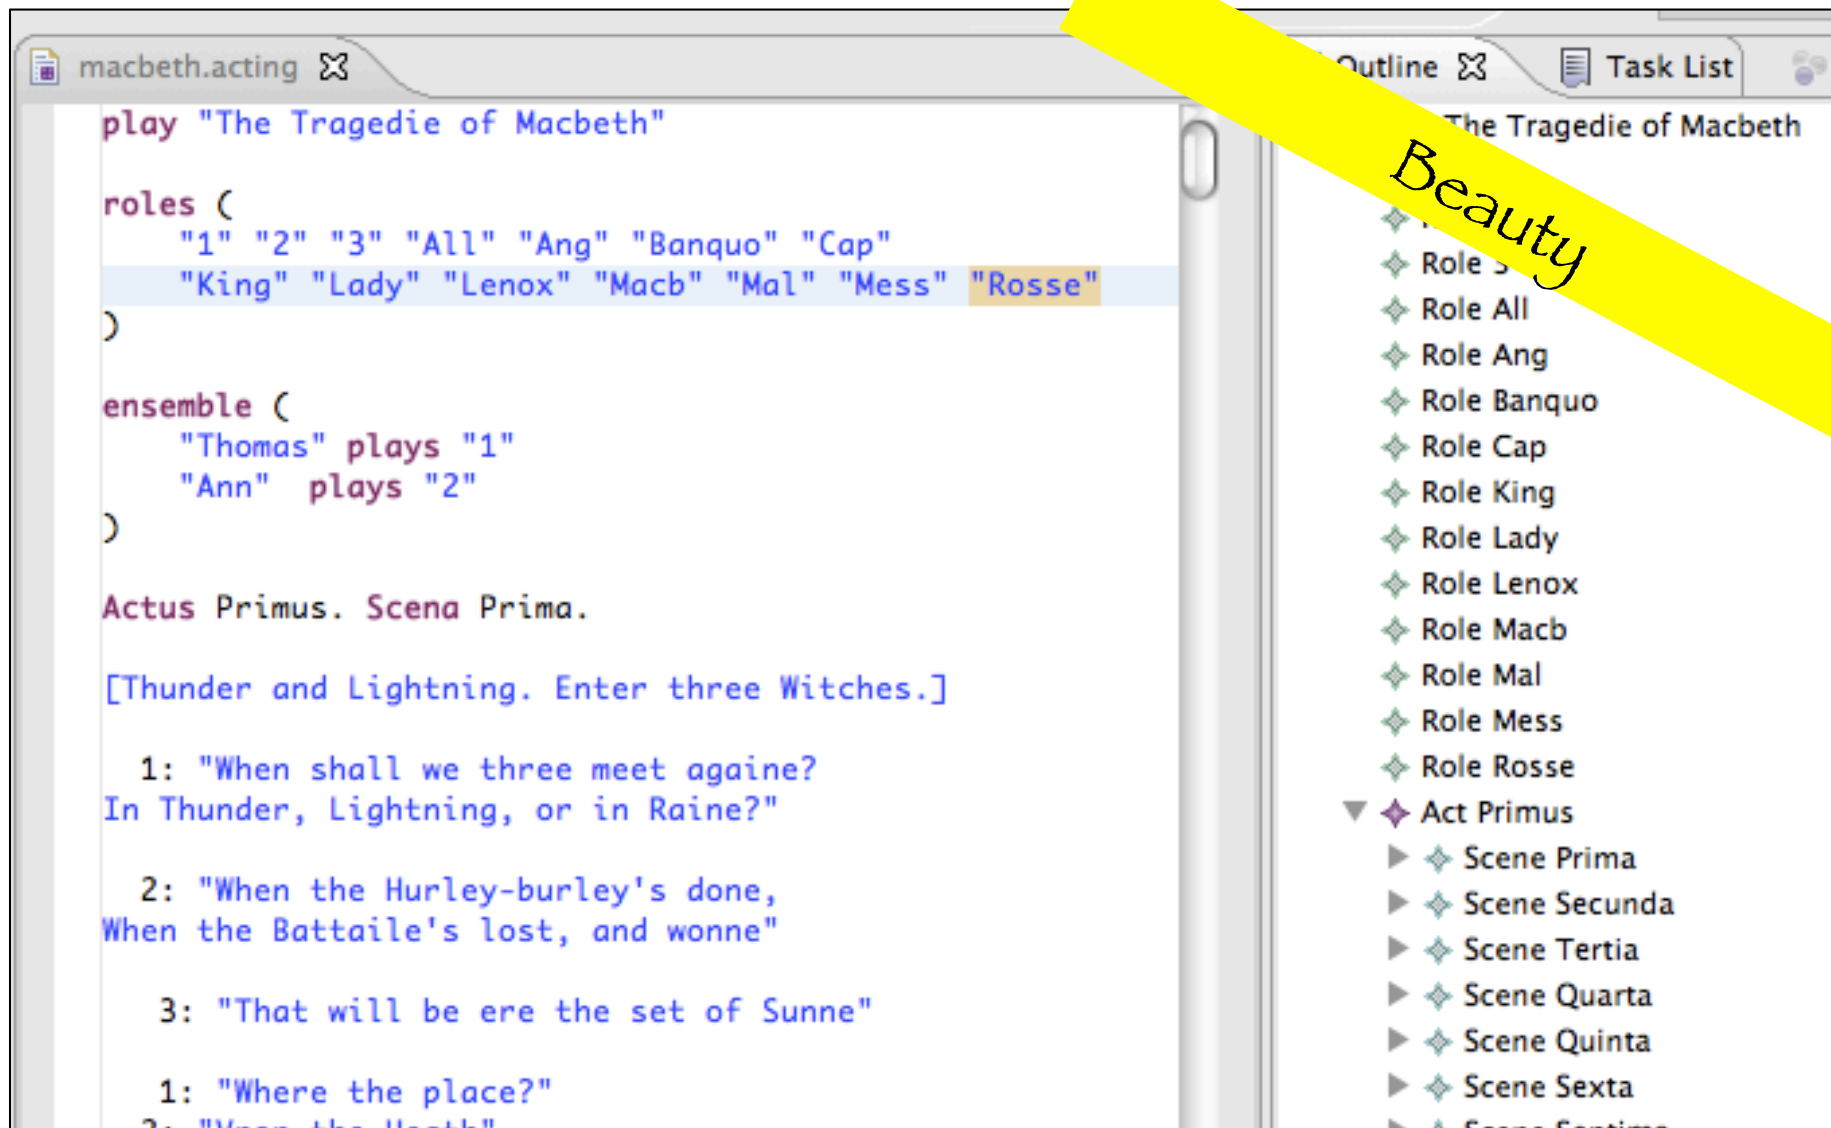 macbeth.acting
play "The Tragedie of Macbeth"
roles (
"1" "2" "3" "All" "Ang" "Banquo" "Cap"
"King" "Lady" "Lenox" "Macb" "Mal" "Mess" "Rosse"
)
ensemble (
"Thomas" plays "1"
"Ann"  plays "2"
)
Actus Primus. Scena Prima.
[Thunder and Lightning. Enter three Witches.]
1: "When shall we three meet againe?
In Thunder, Lightning, or in Raine?"
2: "When the Hurley-burley's done,
When the Battaile's lost, and wonne"
3: "That will be ere the set of Sunne"
1: "Where the place?"
Outline
Task List
The Tragedie of Macbeth
Beauty
Role
Role All
Role Ang
Role Banquo
Role Cap
Role King
Role Lady
Role Lenox
Role Macb
Role Mal
Role Mess
Role Rosse
Act Primus
Scene Prima
Scene Secunda
Scene Tertia
Scene Quarta
Scene Quinta
Scene Sexta